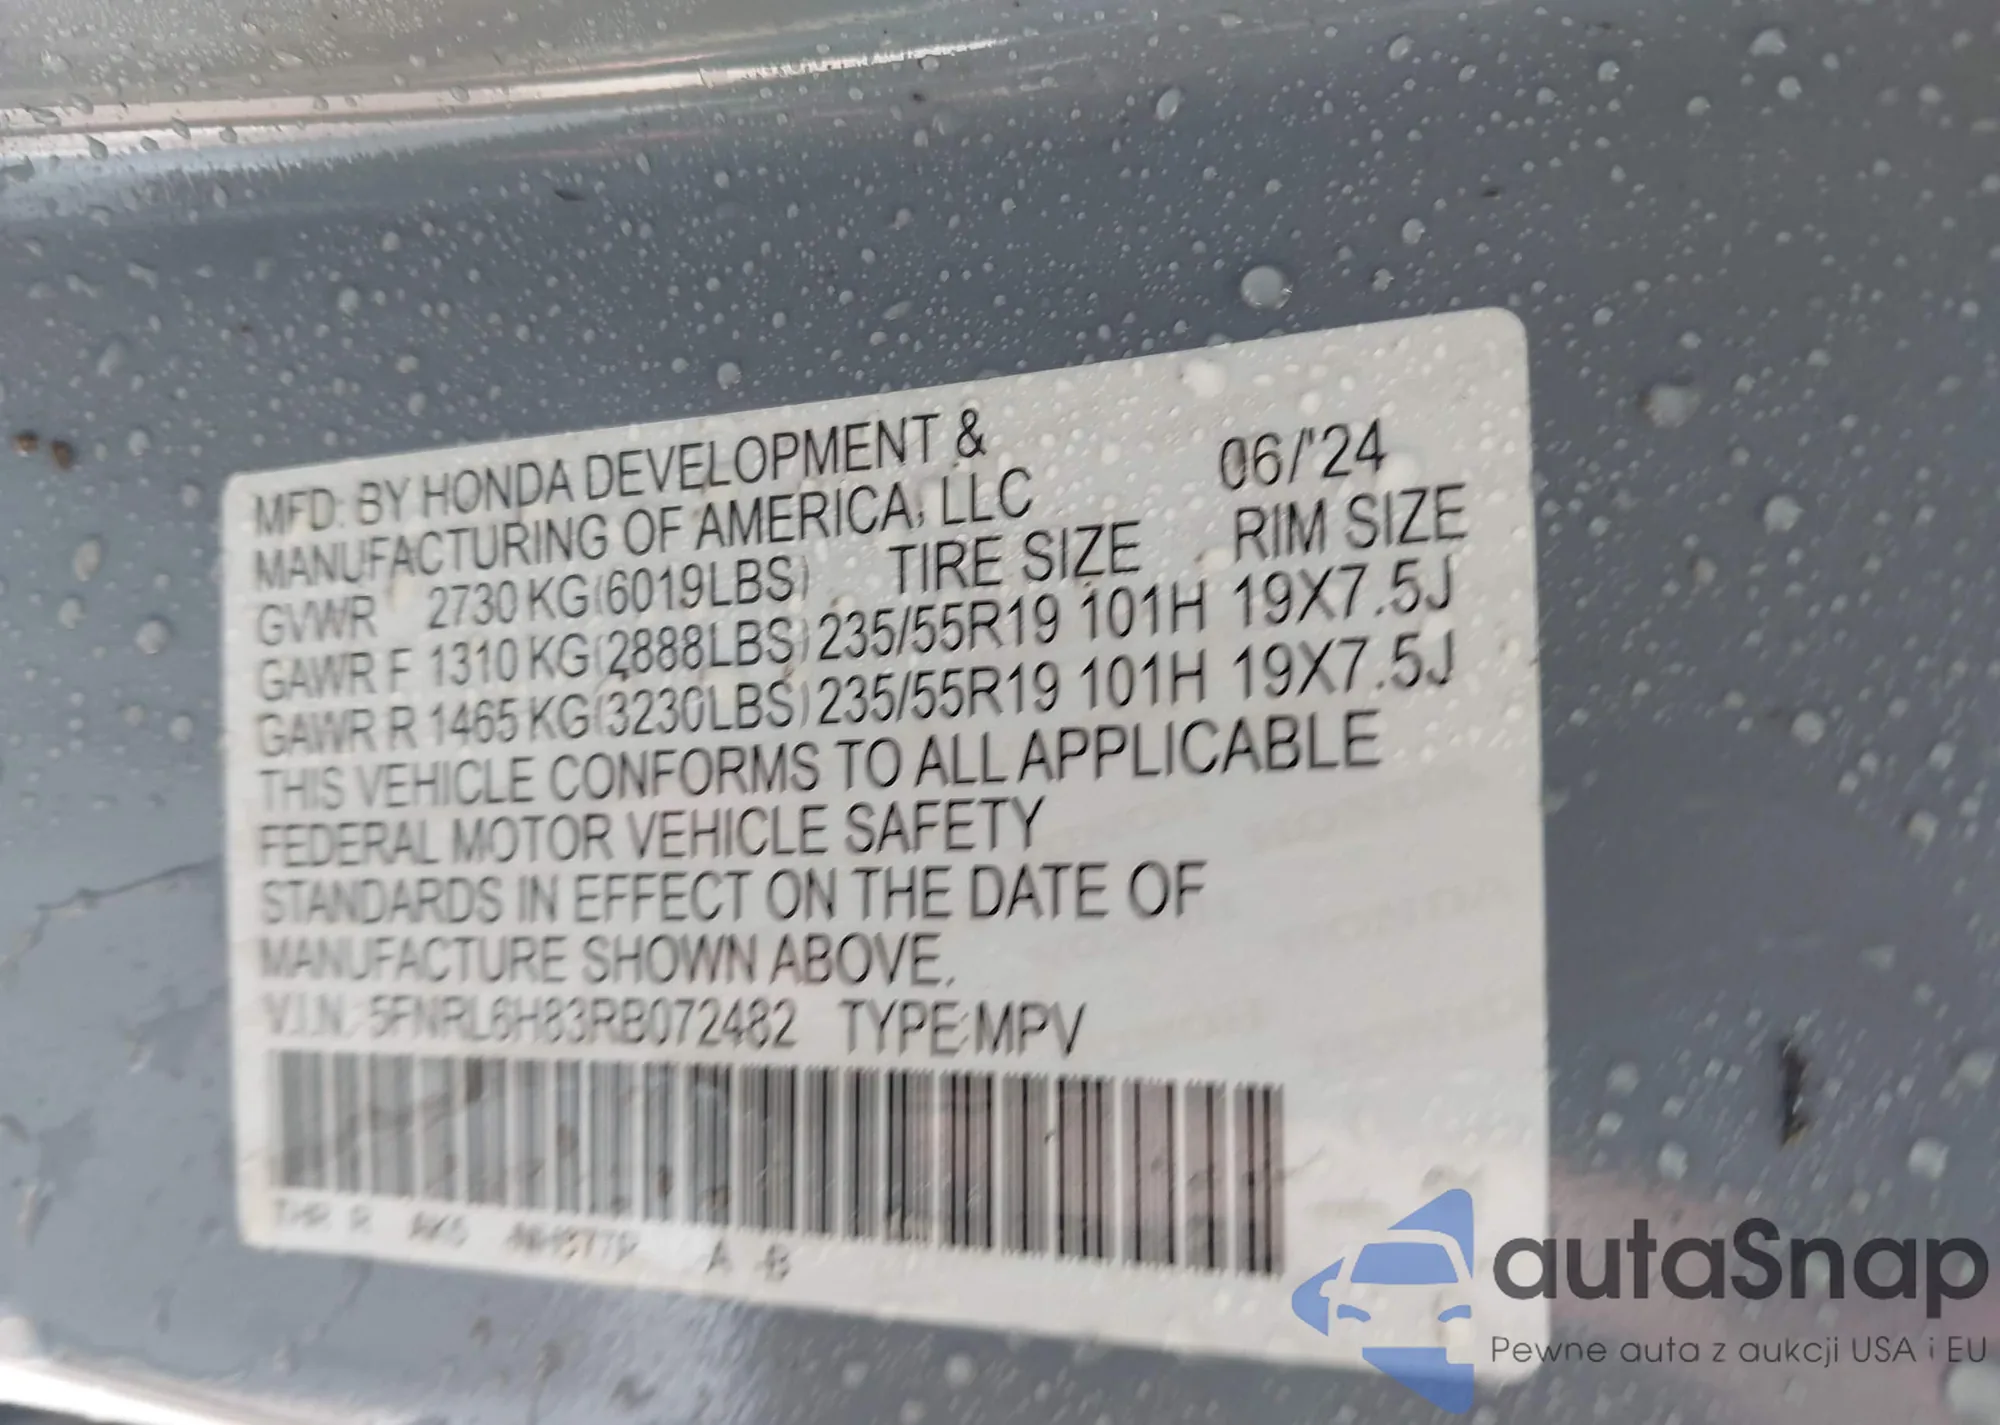 MFD. BY HONDA DEVELOPMENT &
MANUFACTURING OF AMERICA, LLC 06/'24
GVWR 2730 KG(6019LBS) TIRE SIZE RIM SIZE
GAWR F 1310 KG(2888LBS) 235/55R19 101H 19X7.5J
GAWR R 1465 KG(3230LBS) 235/55R19 101H 19X7.5J
THIS VEHICLE CONFORMS TO ALL APPLICABLE
FEDERAL MOTOR VEHICLE SAFETY
STANDARDS IN EFFECT ON THE DATE OF
MANUFACTURE SHOWN ABOVE.
V.I.N. 5FNRL6H83RB072482 TYPE:MPV
THR R AK5 A B
autaSnap
Pewne auta z aukcji USA i EU